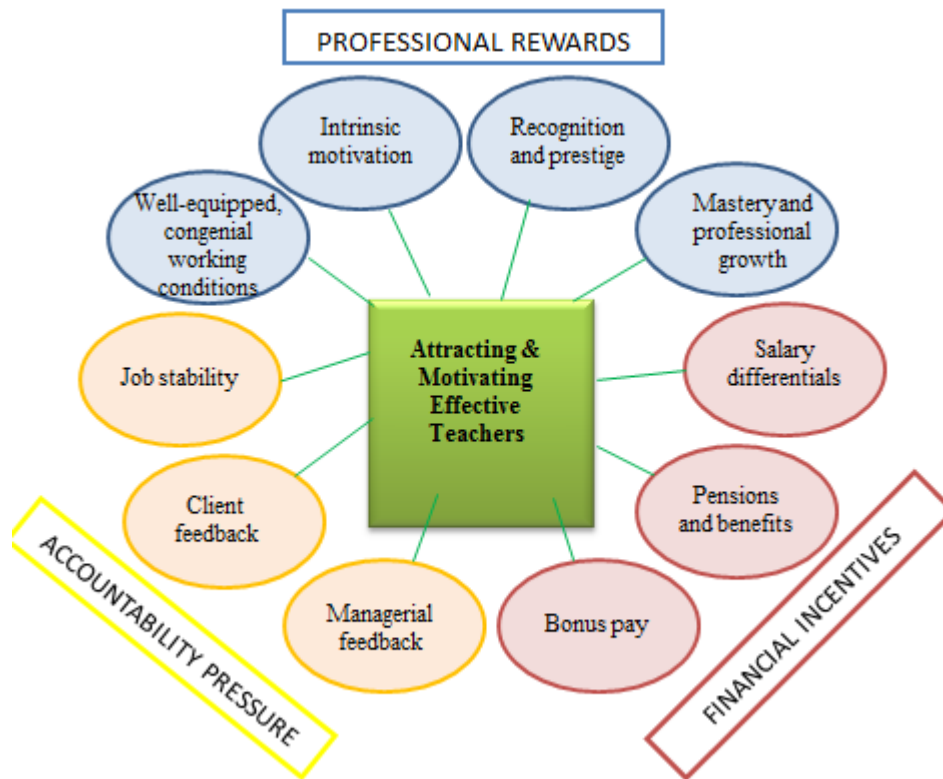 PROFESSIONAL REWARDS
Intrinsic
motivation
Recognition
and prestige
Well-equipped,
congenial
working
conditions
Mastery and
professional
growth
Attracting &
Motivating
Effective
Teachers
Job stability
Salary
differentials
Client
feedback
Pensions
and benefits
Managerial
feedback
Bonus pay
ACCOUNTABILITY PRESSURE
FINANCIAL INCENTIVES